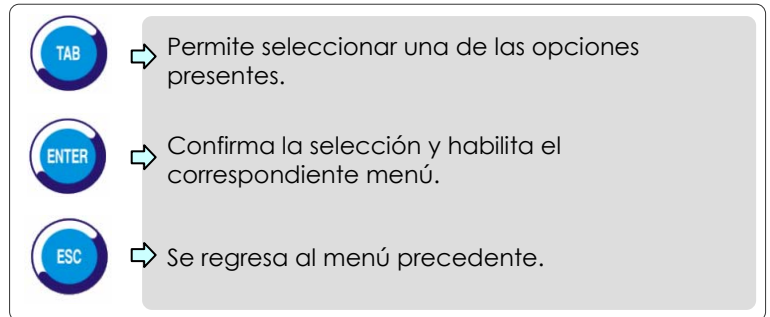 TAB
Permite seleccionar una de las opciones
presentes.
ENTER
Confirma la selección y habilita el
correspondiente menú.
ESC
Se regresa al menú precedente.